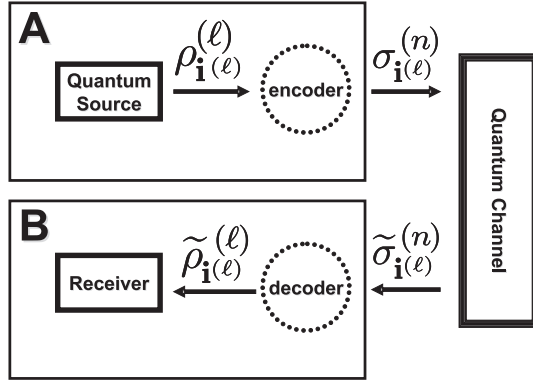 A
Quantum
Source
ρ_{𝐢^{(ℓ)}}^{(ℓ)}
encoder
σ_{𝐢^{(ℓ)}}^{(n)}
Quantum Channel
B
Receiver
ρ̃_{𝐢^{(ℓ)}}^{(ℓ)}
decoder
σ̃_{𝐢^{(ℓ)}}^{(n)}